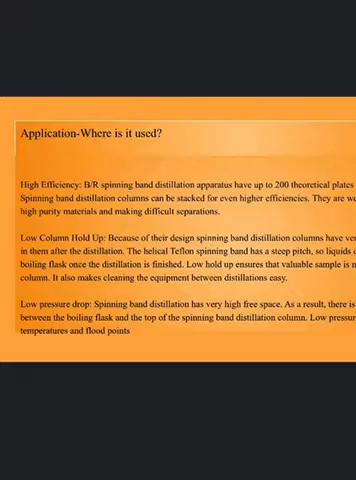 Application-Where is it used?
High Efficiency: B/R spinning band distillation apparatus have up to 200 theoretical plates
Spinning band distillation columns can be stacked for even higher efficiencies. They are we
high purity materials and making difficult separations.
Low Column Hold Up: Because of their design spinning band distillation columns have ver
in them after the distillation. The helical Teflon spinning band has a steep pitch, so liquids
boiling flask once the distillation is finished. Low hold up ensures that valuable sample is
column. It also makes cleaning the equipment between distillations easy.
Low pressure drop: Spinning band distillation has very high free space. As a result, there is
between the boiling flask and the top of the spinning band distillation column. Low pressure
temperatures and flood points